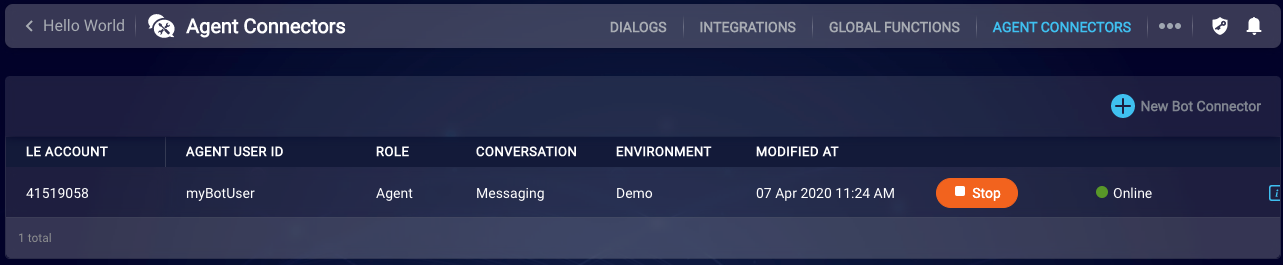 Hello World Agent Connectors DIALOGS INTEGRATIONS GLOBAL FUNCTIONS AGENT CONNECTORS
New Bot Connector
LE ACCOUNT AGENT USER ID ROLE CONVERSATION ENVIRONMENT MODIFIED AT
41519058 myBotUser Agent Messaging Demo 07 Apr 2020 11:24 AM Stop Online
1 total